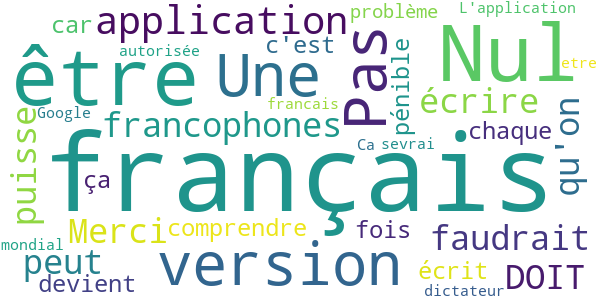 problème L'application
car application
autorisée c'est
être Une Pas pénible Nul etre
Google francais écrire
puisse francophones chaque qu'on
français Ca sevrai
ça
Merci comprendre fois faudrait
mondial
peut version écrit DOIT
devient dictateur